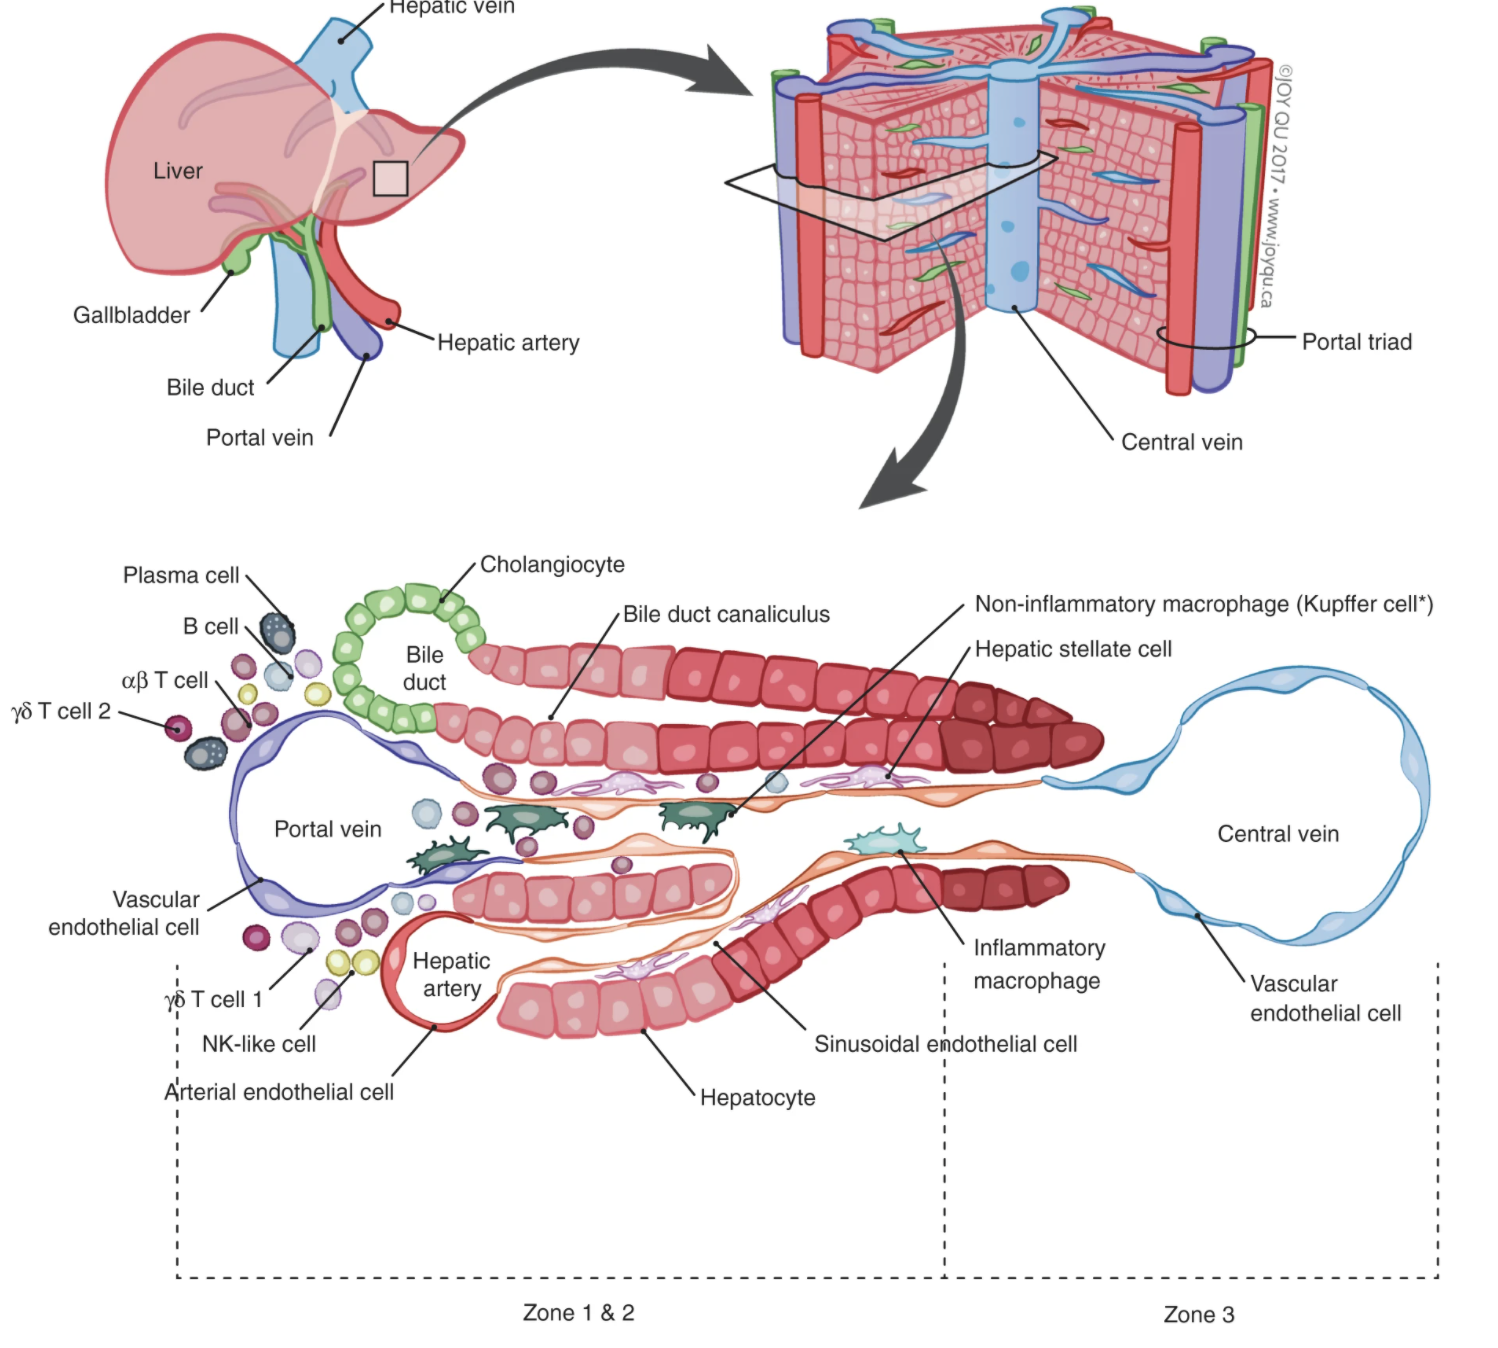 Hepatic vein
Liver
Gallbladder
Hepatic artery
Bile duct
Portal vein
©JOY QU 2017 • www.joyqu.ca
Portal triad
Central vein
Plasma cell
B cell
αβ T cell
γδ T cell 2
Cholangiocyte
Bile duct canaliculus
Non-inflammatory macrophage (Kupffer cell*)
Hepatic stellate cell
Bile
duct
Portal vein
Central vein
Vascular
endothelial cell
Hepatic
artery
γδ T cell 1
NK-like cell
Arterial endothelial cell
Inflammatory
macrophage
Vascular
endothelial cell
Sinusoidal endothelial cell
Hepatocyte
Zone 1 & 2
Zone 3